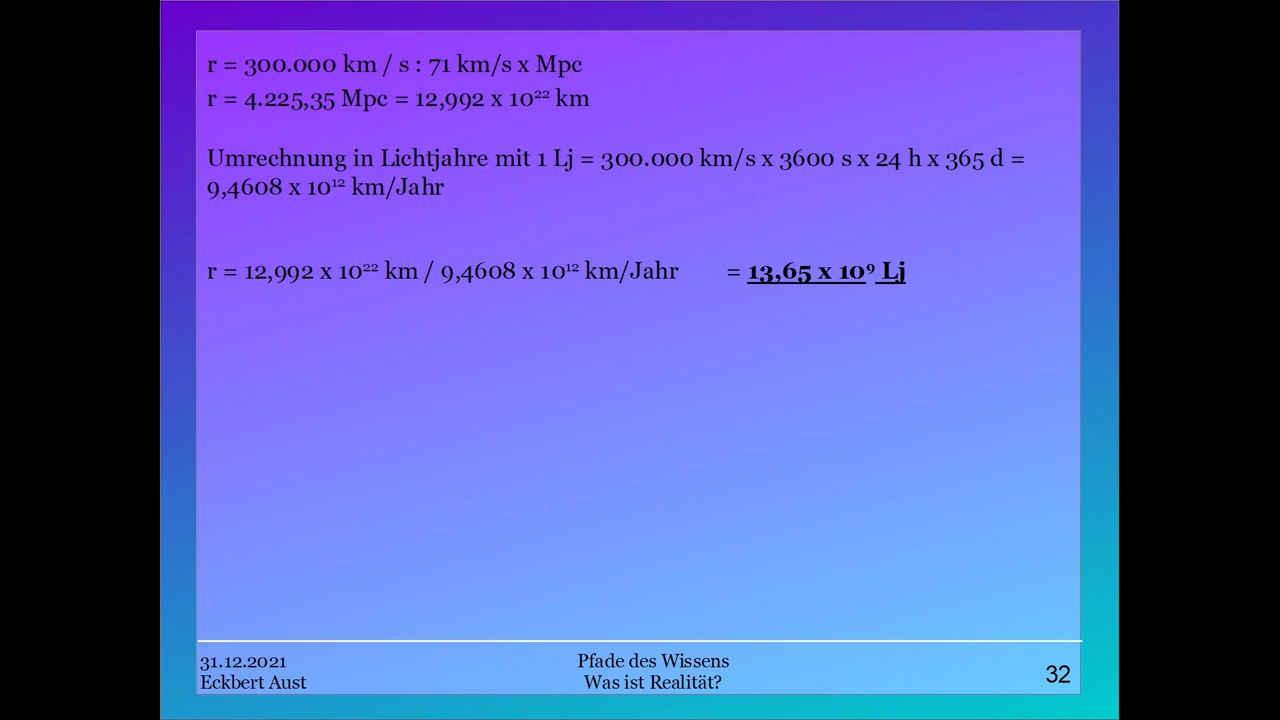 r = 300.000 km / s : 71 km/s x Mpc
r = 4.225,35 Mpc = 12,992 x 10²² km
Umrechnung in Lichtjahre mit 1 Lj = 300.000 km/s x 3600 s x 24 h x 365 d =
9,4608 x 10¹² km/Jahr
r = 12,992 x 10²² km / 9,4608 x 10¹² km/Jahr = 13,65 x 10⁹ Lj
31.12.2021
Eckbert Aust
Pfade des Wissens
Was ist Realität?
32